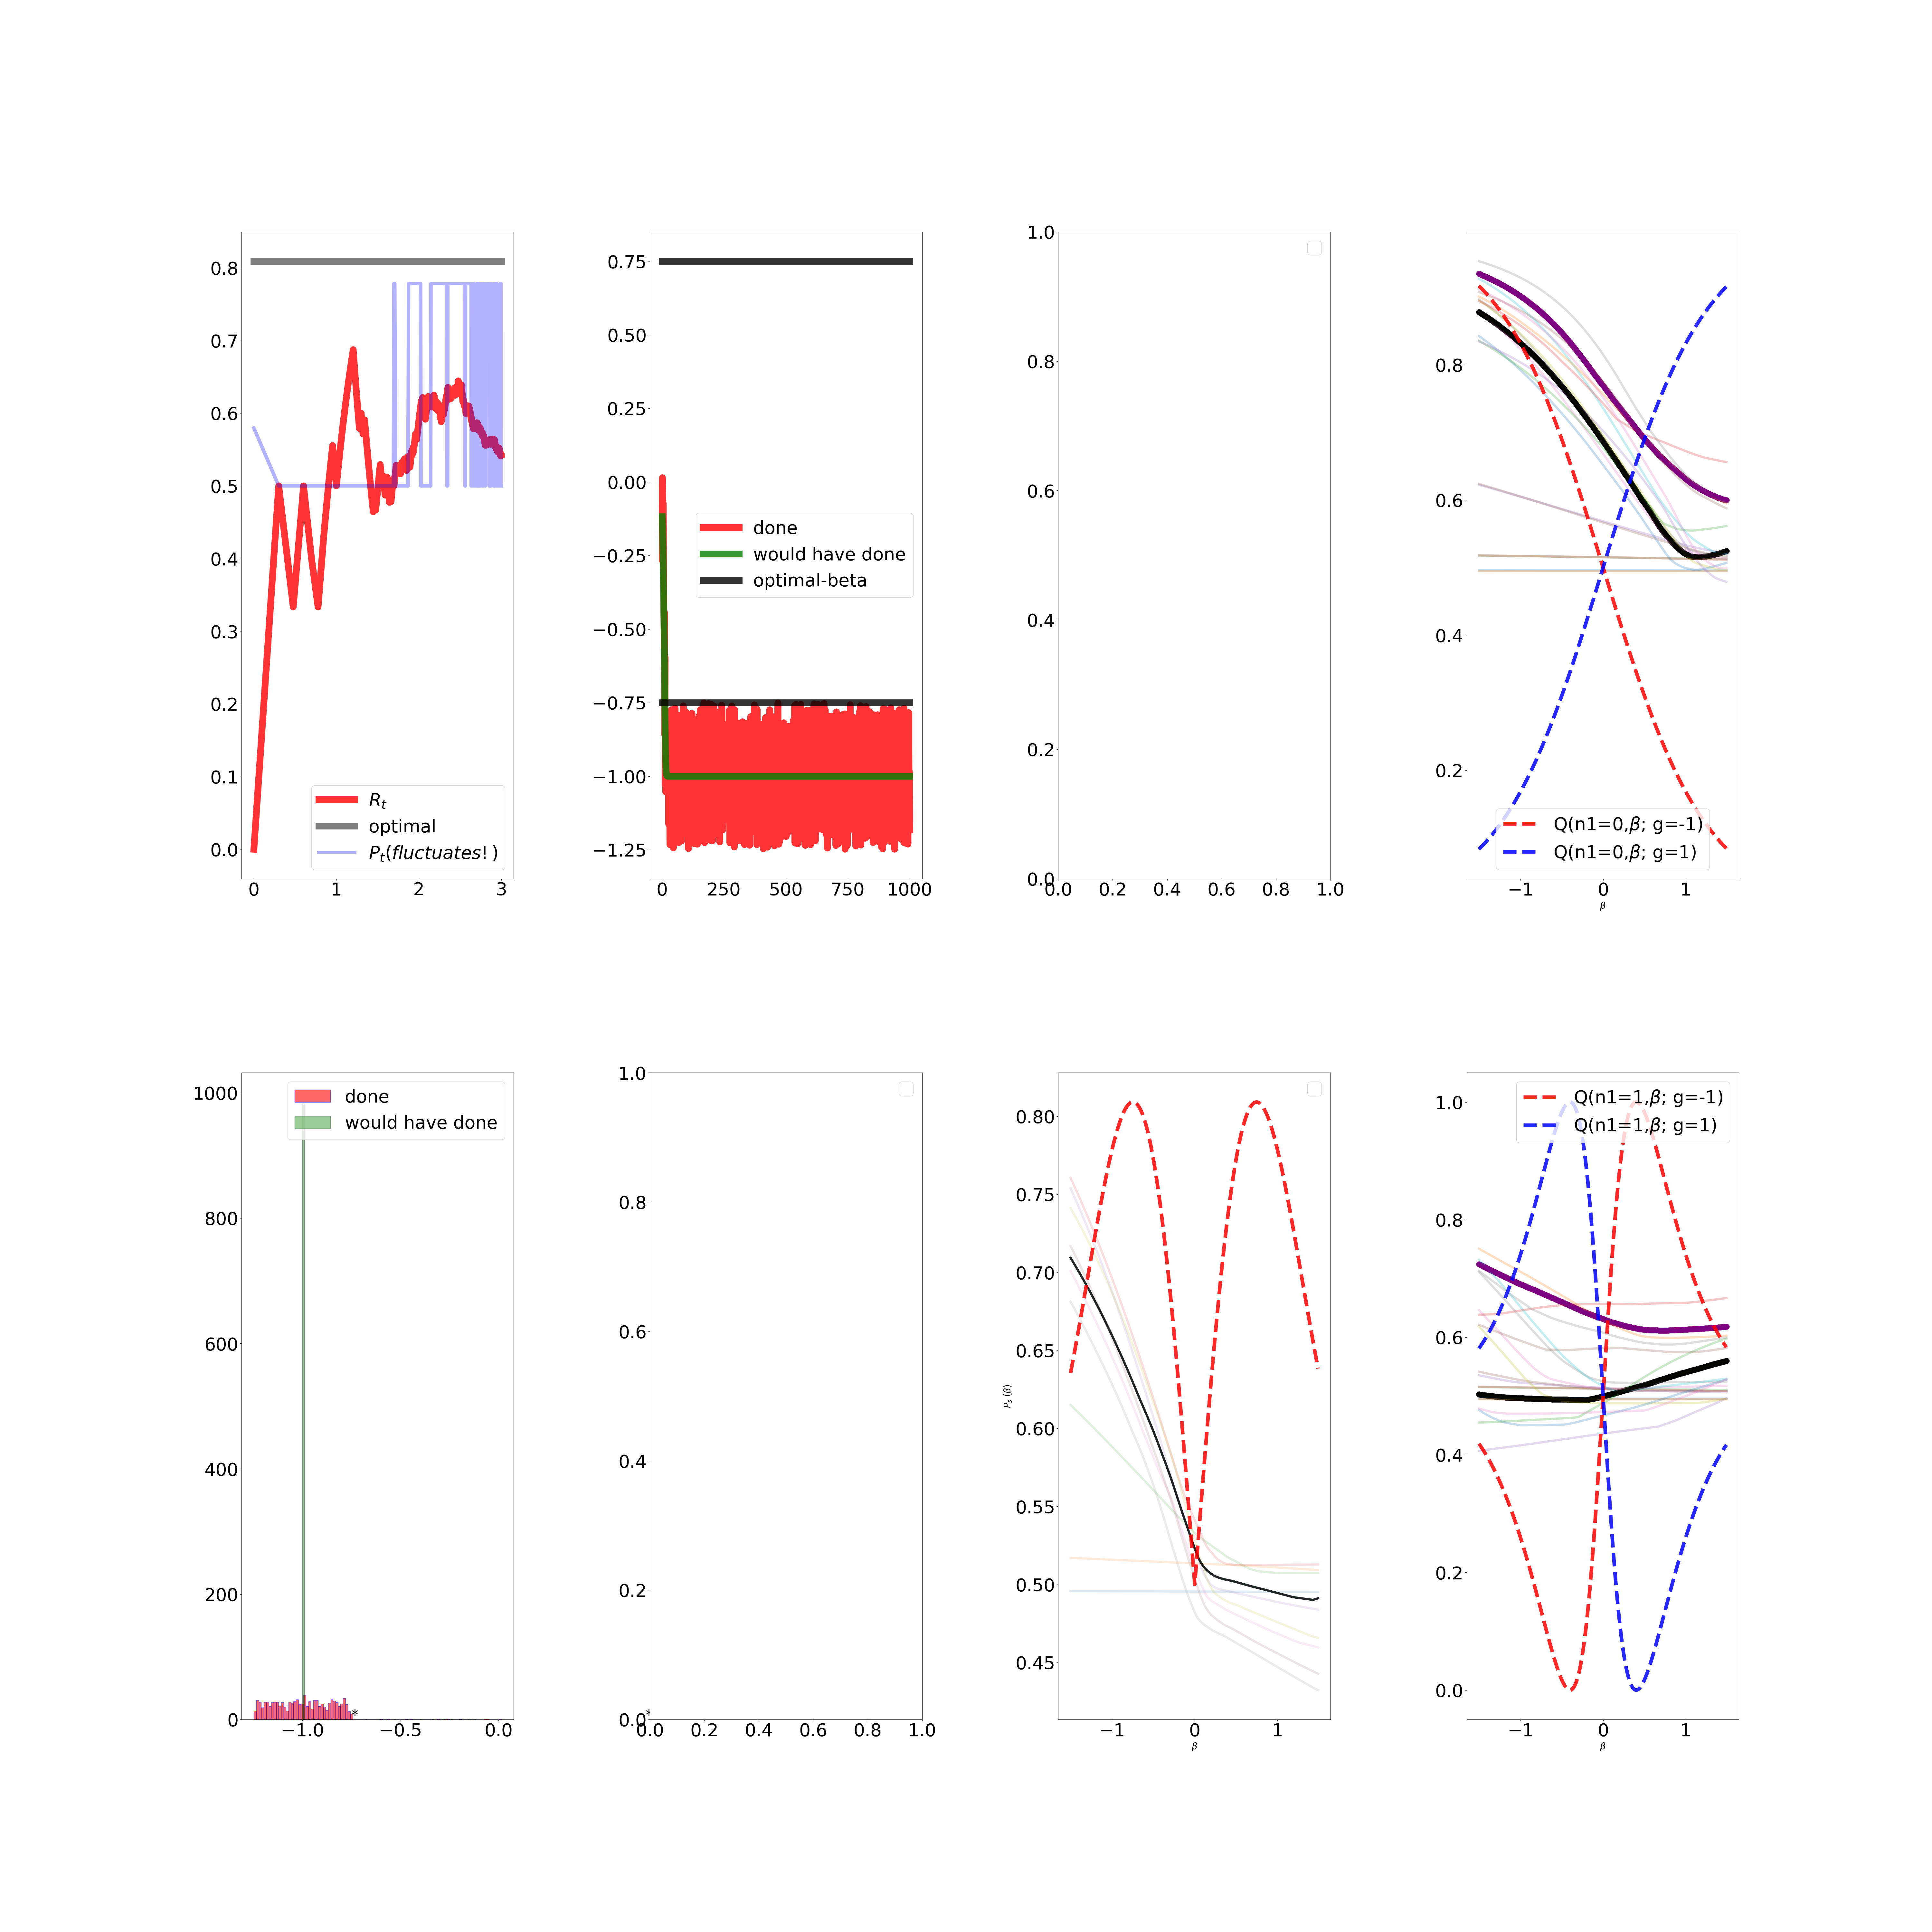 0.8
0.7
0.6
0.5
0.4
0.3
0.2
0.1
0.0
0 1 2 3
R_t
optimal
P_t(fluctuates!)
0.75
0.50
0.25
0.00
−0.25
−0.50
−0.75
−1.00
−1.25
0 250 500 750 1000
done
would have done
optimal-beta
1.0
0.8
0.6
0.4
0.2
0.0
0.0 0.2 0.4 0.6 0.8 1.0
0.8
0.6
0.4
0.2
−1 0 1
β
Q(n1=0,β; g=-1)
Q(n1=0,β; g=1)
1000
800
600
400
200
0
−1.0 −0.5 0.0
done
would have done
*
1.0
0.8
0.6
0.4
0.2
0.0
*
0.0 0.2 0.4 0.6 0.8 1.0
0.80
0.75
0.70
0.65
0.60
0.55
0.50
0.45
P_s (β)
−1 0 1
β
1.0
0.8
0.6
0.4
0.2
0.0
−1 0 1
β
Q(n1=1,β; g=-1)
Q(n1=1,β; g=1)